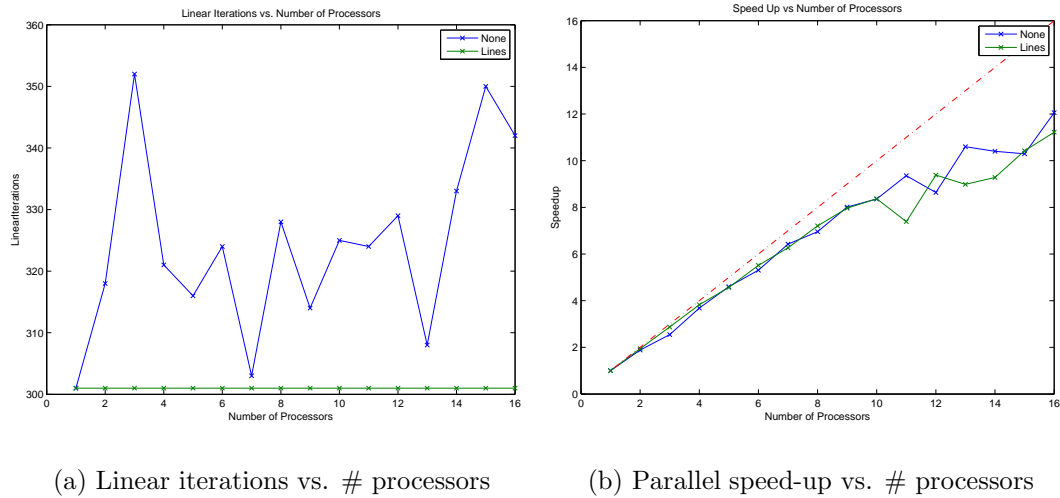 Linear Iterations vs. Number of Processors
360
350
340
330
320
310
300
LinearIterations
None
Lines
0 2 4 6 8 10 12 14 16
Number of Processors
(a) Linear iterations vs. # processors
Speed Up vs Number of Processors
16
14
12
10
8
6
4
2
0
Speedup
None
Lines
0 2 4 6 8 10 12 14 16
Number of Processors
(b) Parallel speed-up vs. # processors